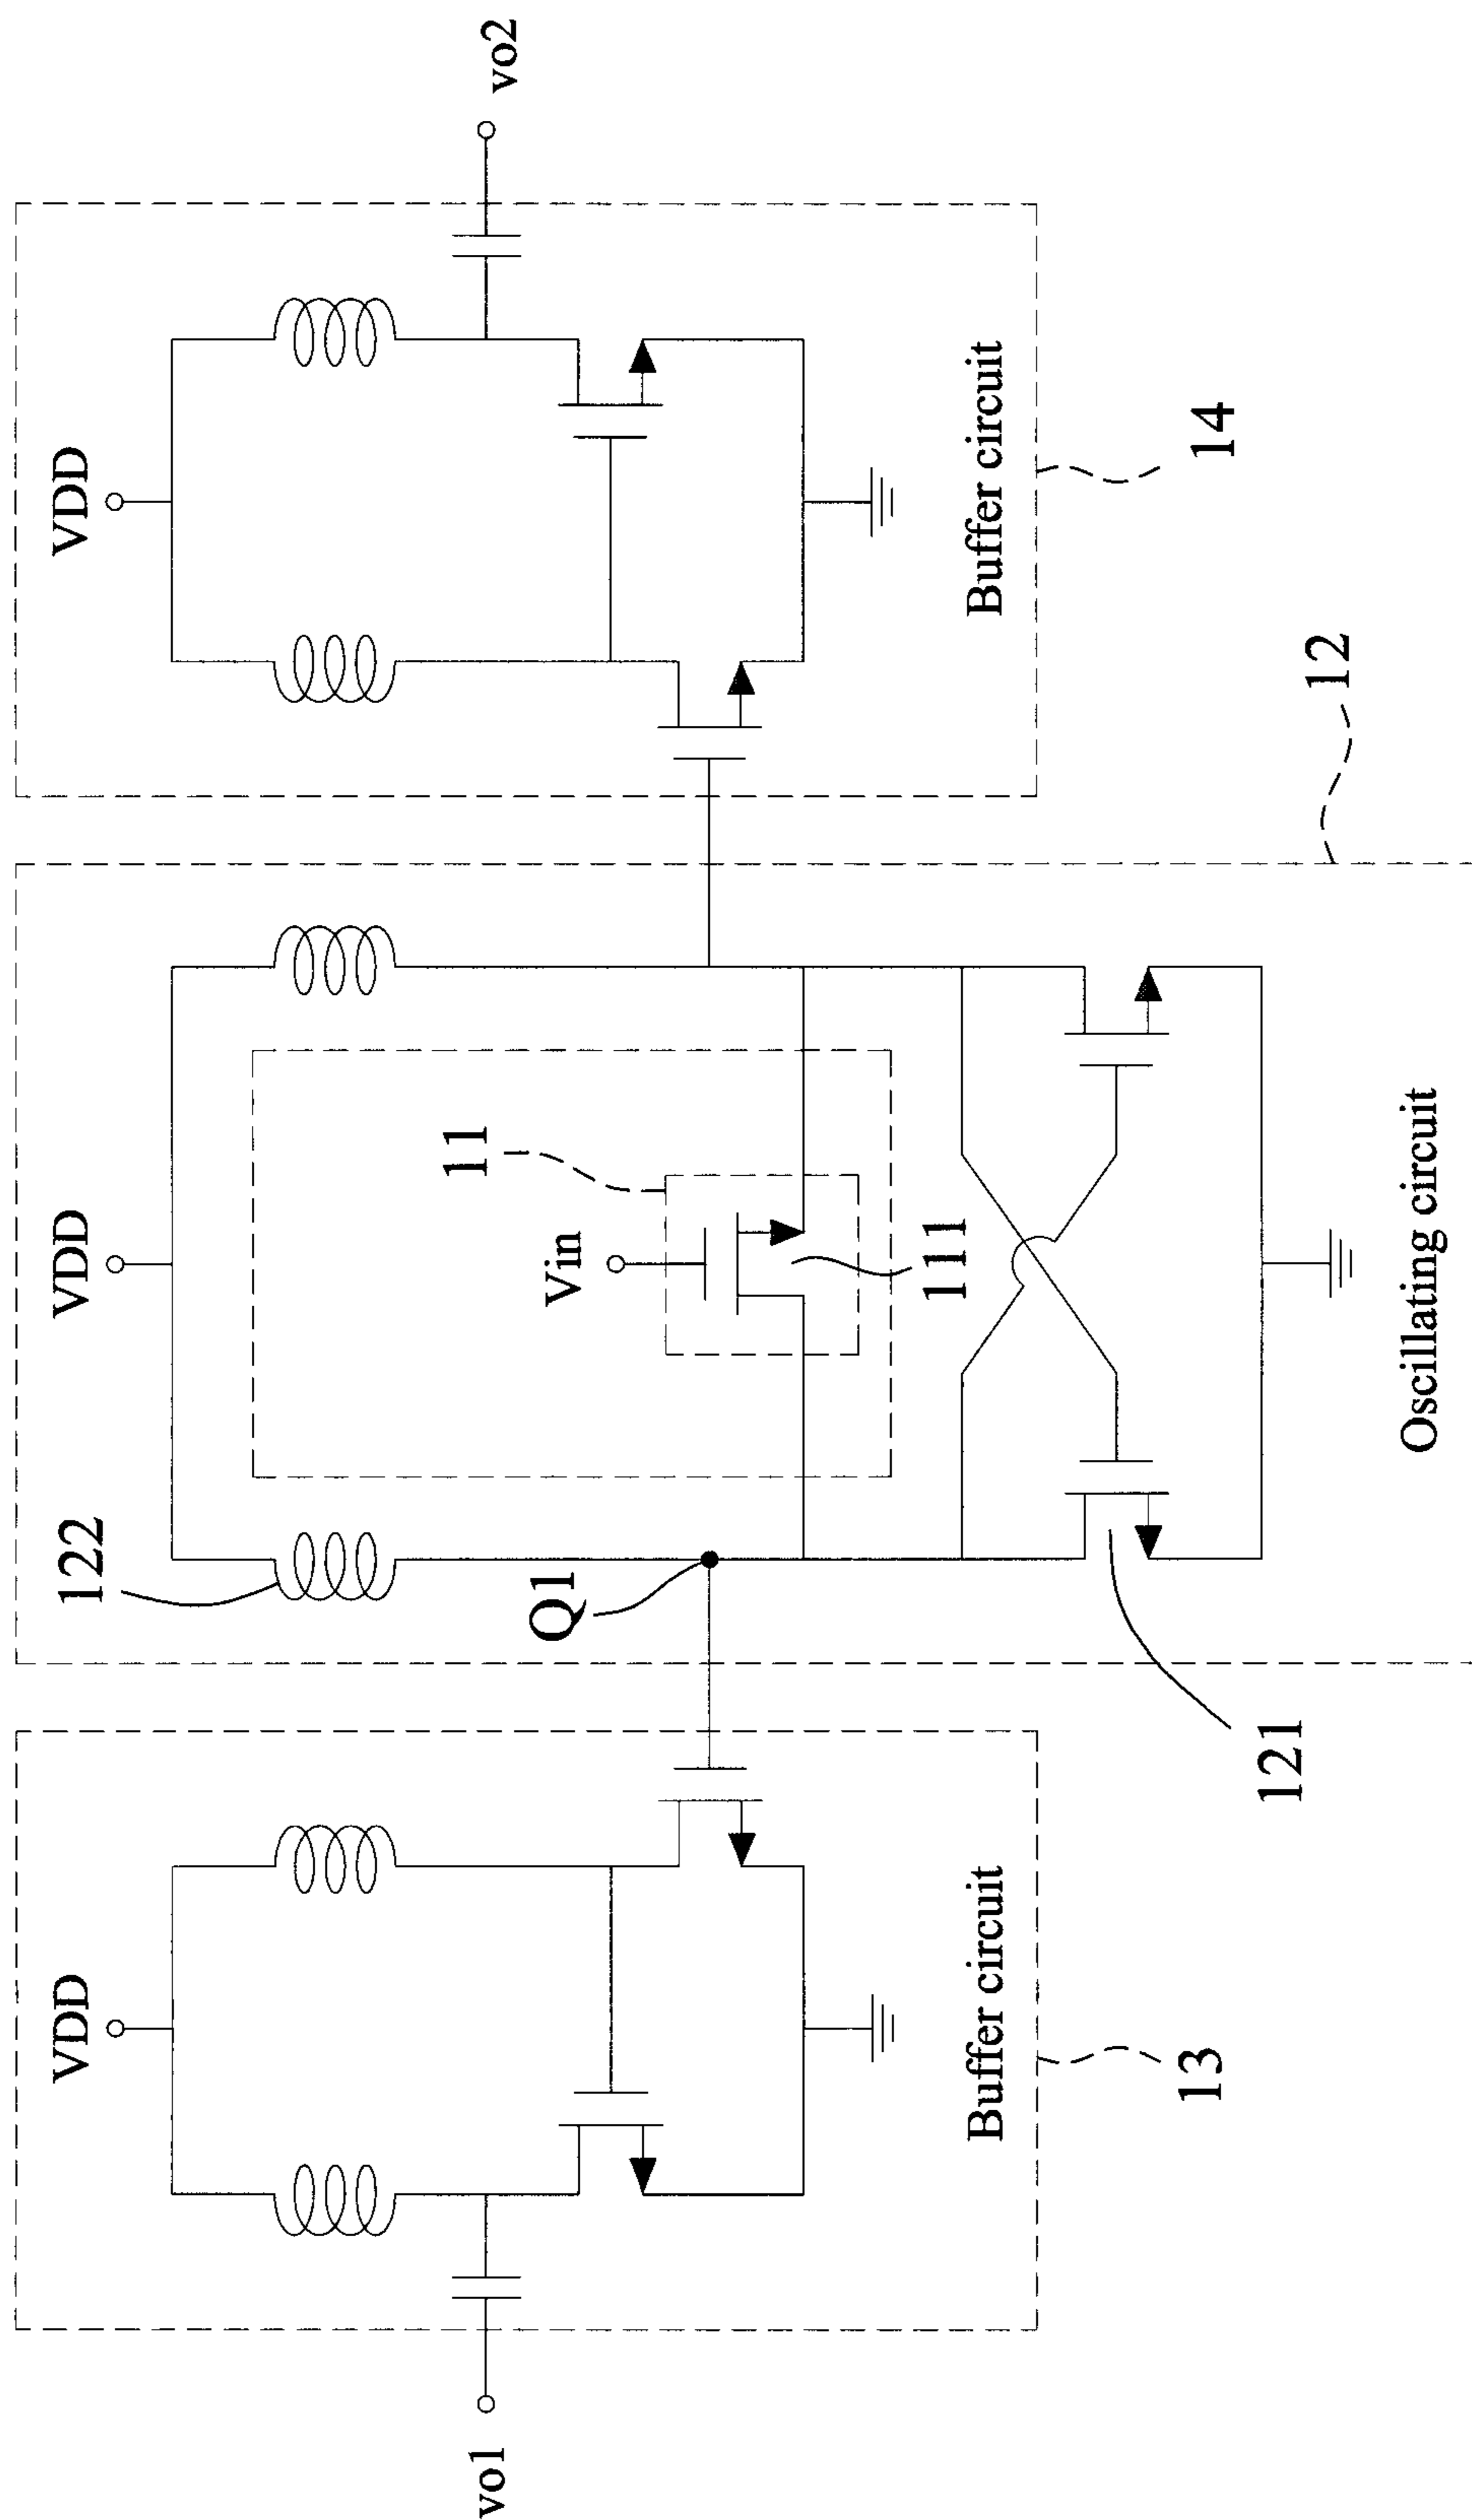 VDD
VDD
VDD
122
11
Vin
vo1
vo2
Q1
111
Buffer circuit
Buffer circuit
13
121
14
12
Oscillating circuit